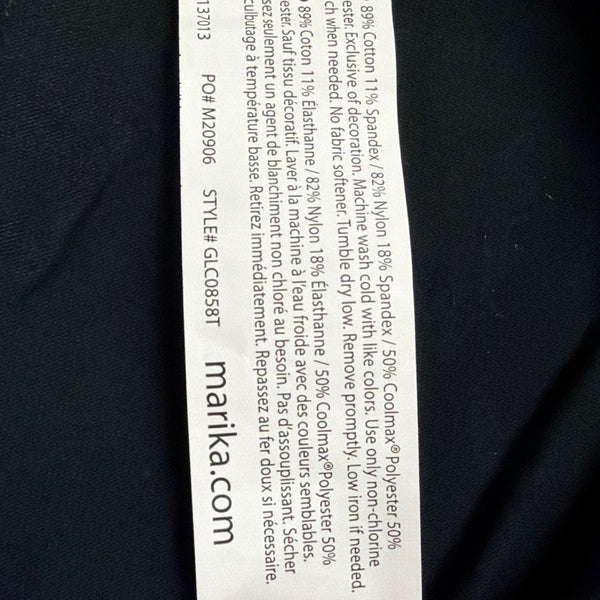 89% Cotton 11% Spandex / 82% Nylon 18% Spandex / 50% Coolmax®Polyester 50%
ester. Exclusive of decoration. Machine wash cold with like colors. Use only non-chlorine
ch when needed. No fabric softener. Tumble dry low. Remove promptly. Low iron if needed.
89% Coton 11% Élasthanne / 82% Nylon 18% Élasthanne / 50% Coolmax®Polyester 50%
ester. Sauf tissu décoratif. Laver à la machine à l'eau froide avec des couleurs semblables.
sez seulement un agent de blanchiment non chloré au besoin. Pas d'assouplissant. Sécher
culbutage à température basse. Retirez immédiatement. Repassez au fer doux si nécessaire.
137013 PO# M20906 STYLE# GLC0858T marika.com